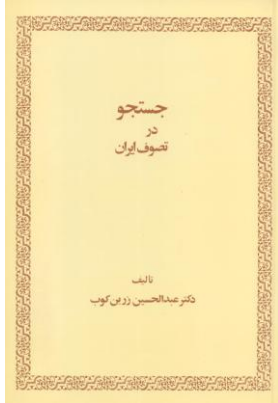 جستجو
در
تصوف ایران
تألیف
دکتر عبدالحسین زرین‌کوب